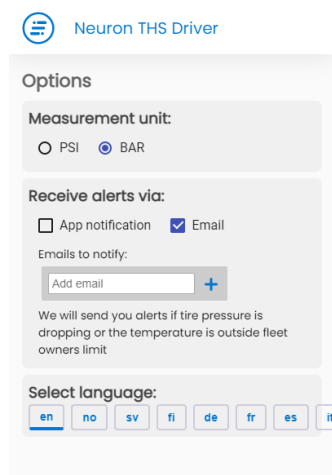 Neuron THS Driver
Options
Measurement unit:
PSI BAR
Receive alerts via:
App notification Email
Emails to notify:
Add email +
We will send you alerts if tire pressure is
dropping or the temperature is outside fleet
owners limit
Select language:
en no sv fi de fr es it